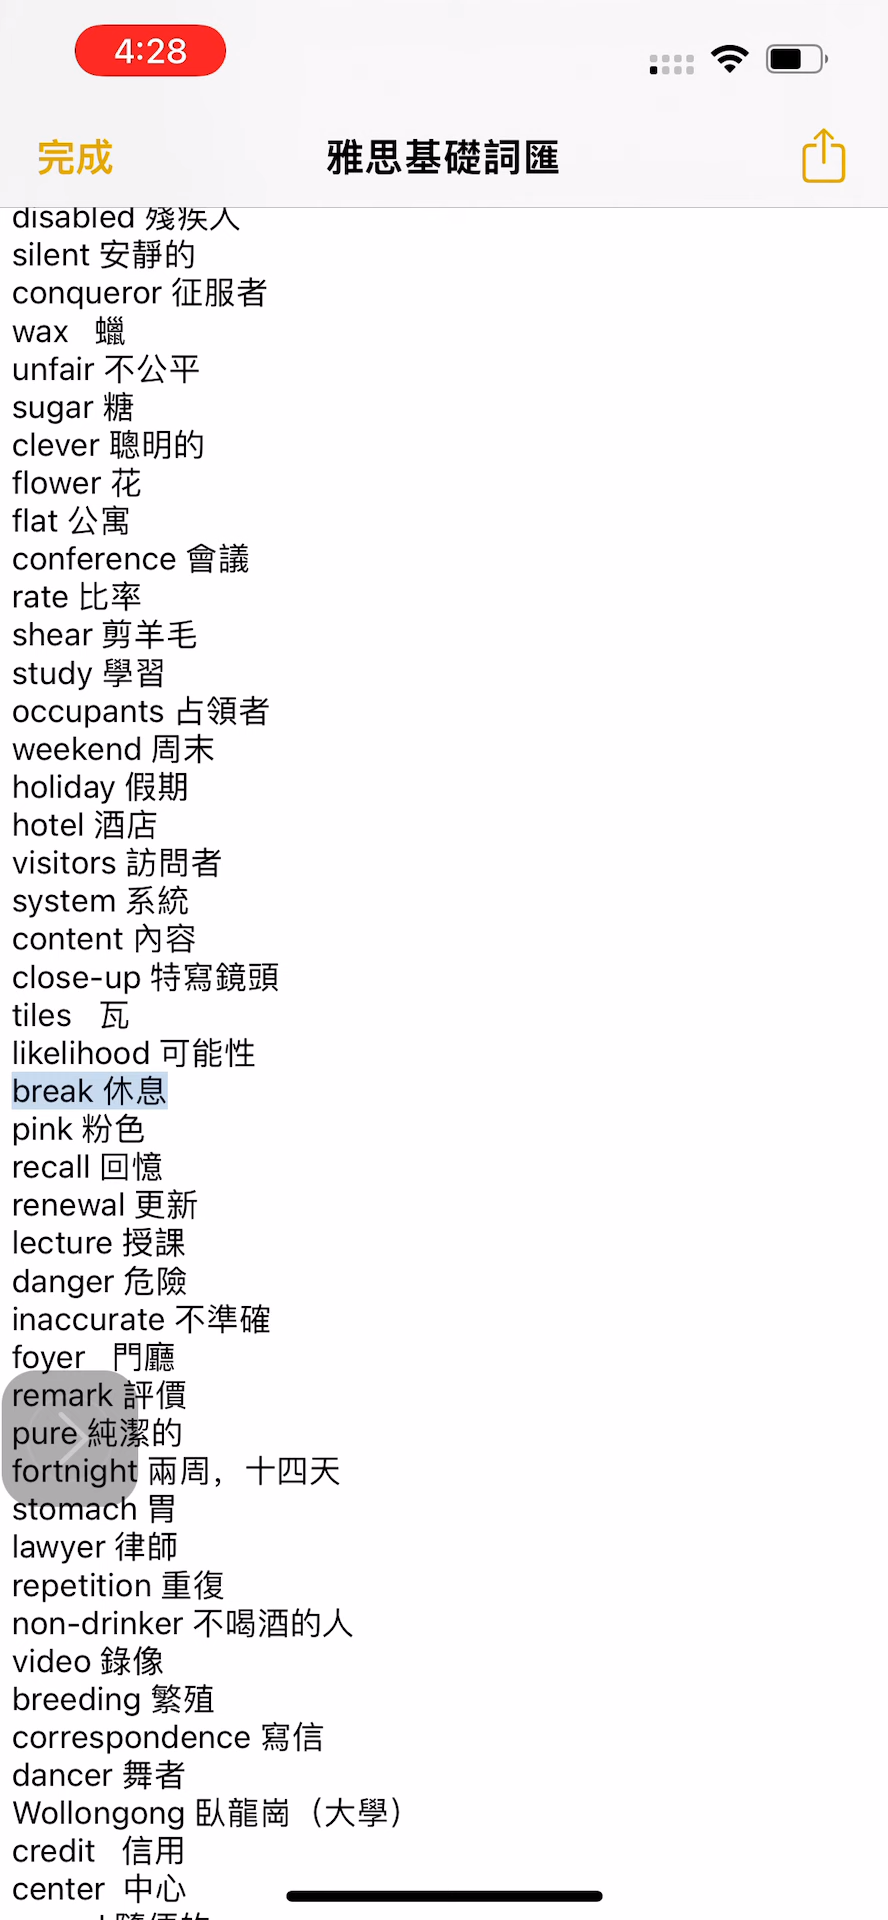 4:28
完成 雅思基礎詞匯
disabled 殘疾人
silent 安靜的
conqueror 征服者
wax 蠟
unfair 不公平
sugar 糖
clever 聰明的
flower 花
flat 公寓
conference 會議
rate 比率
shear 剪羊毛
study 學習
occupants 占領者
weekend 周末
holiday 假期
hotel 酒店
visitors 訪問者
system 系統
content 內容
close-up 特寫鏡頭
tiles 瓦
likelihood 可能性
break 休息
pink 粉色
recall 回憶
renewal 更新
lecture 授課
danger 危險
inaccurate 不準確
foyer 門廳
remark 評價
pure 純潔的
fortnight 兩周，十四天
stomach 胃
lawyer 律師
repetition 重復
non-drinker 不喝酒的人
video 錄像
breeding 繁殖
correspondence 寫信
dancer 舞者
Wollongong 臥龍崗（大學）
credit 信用
center 中心